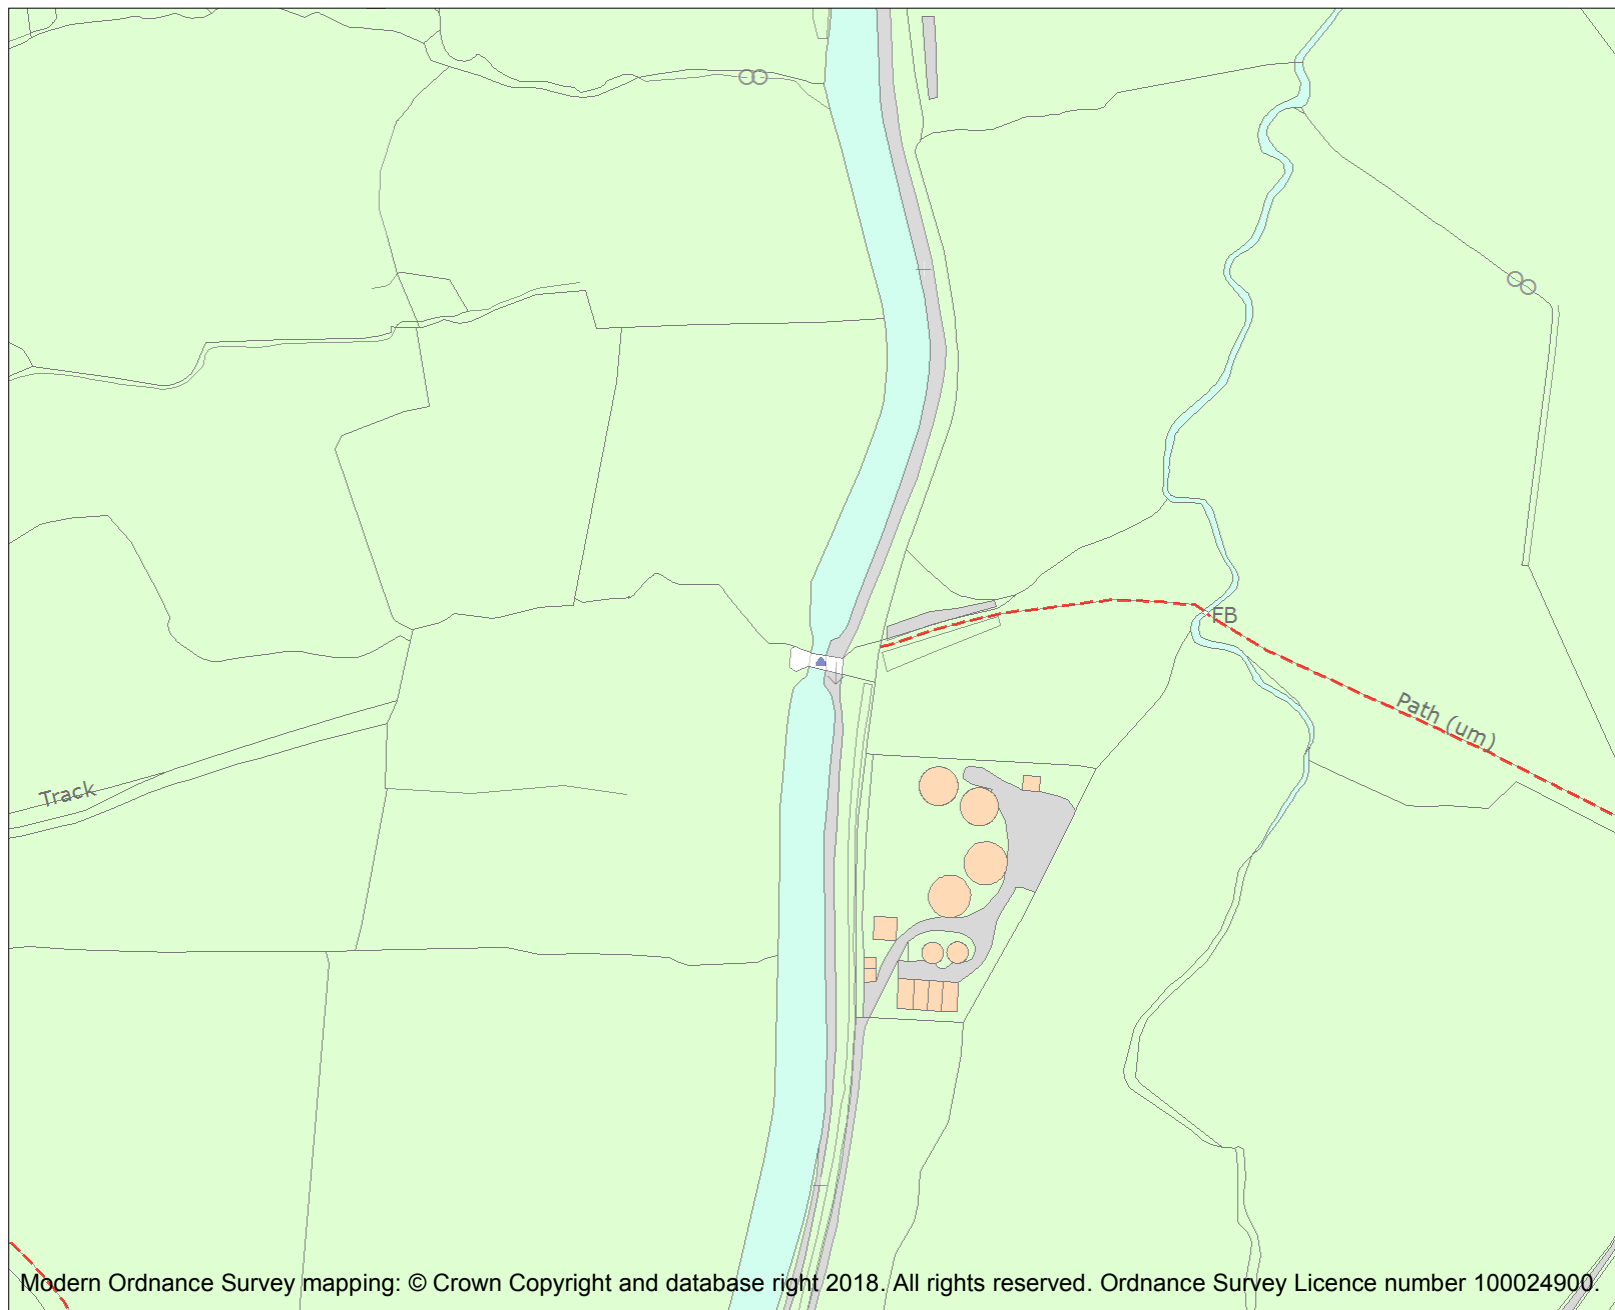 FB
Path (um)
Track
Modern Ordnance Survey mapping: © Crown Copyright and database right 2018. All rights reserved. Ordnance Survey Licence number 100024900.